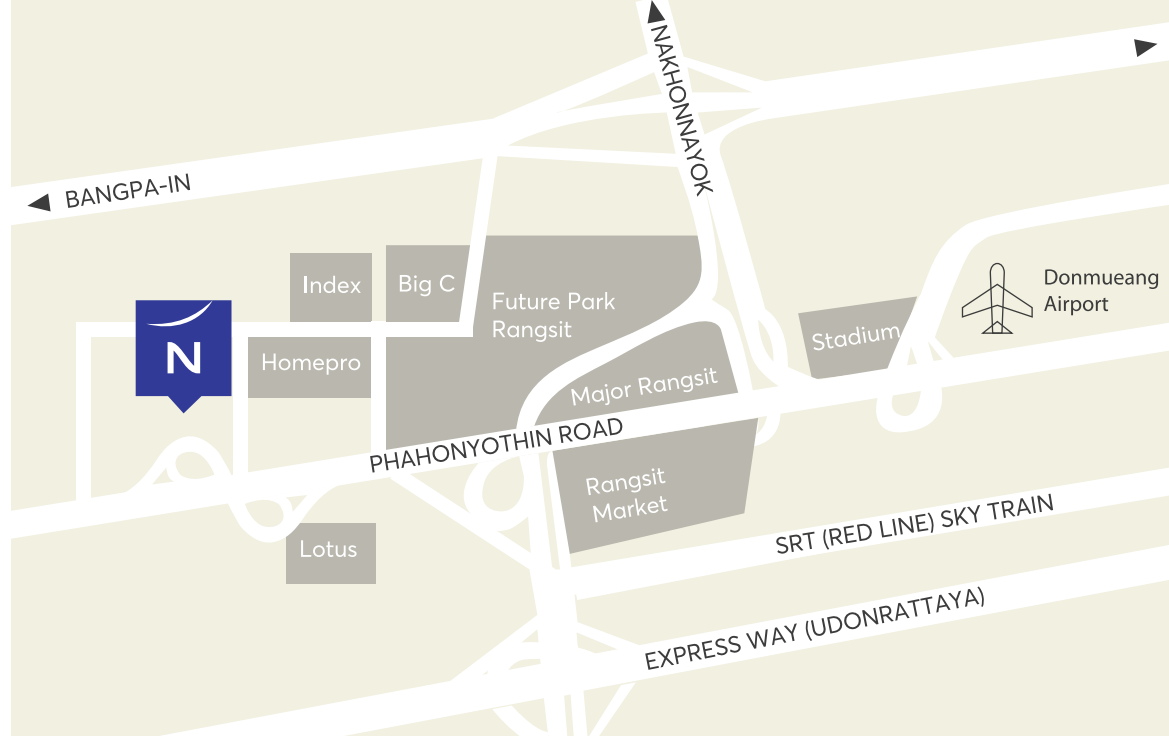 NAKHONNAYOK
BANGPA-IN
Index
Big C
Future Park
Rangsit
Donmueang
Airport
Stadium
N
Homepro
Major Rangsit
PHAHONYOTHIN ROAD
Rangsit
Market
Lotus
SRT (RED LINE) SKY TRAIN
EXPRESS WAY (UDONRATTAYA)